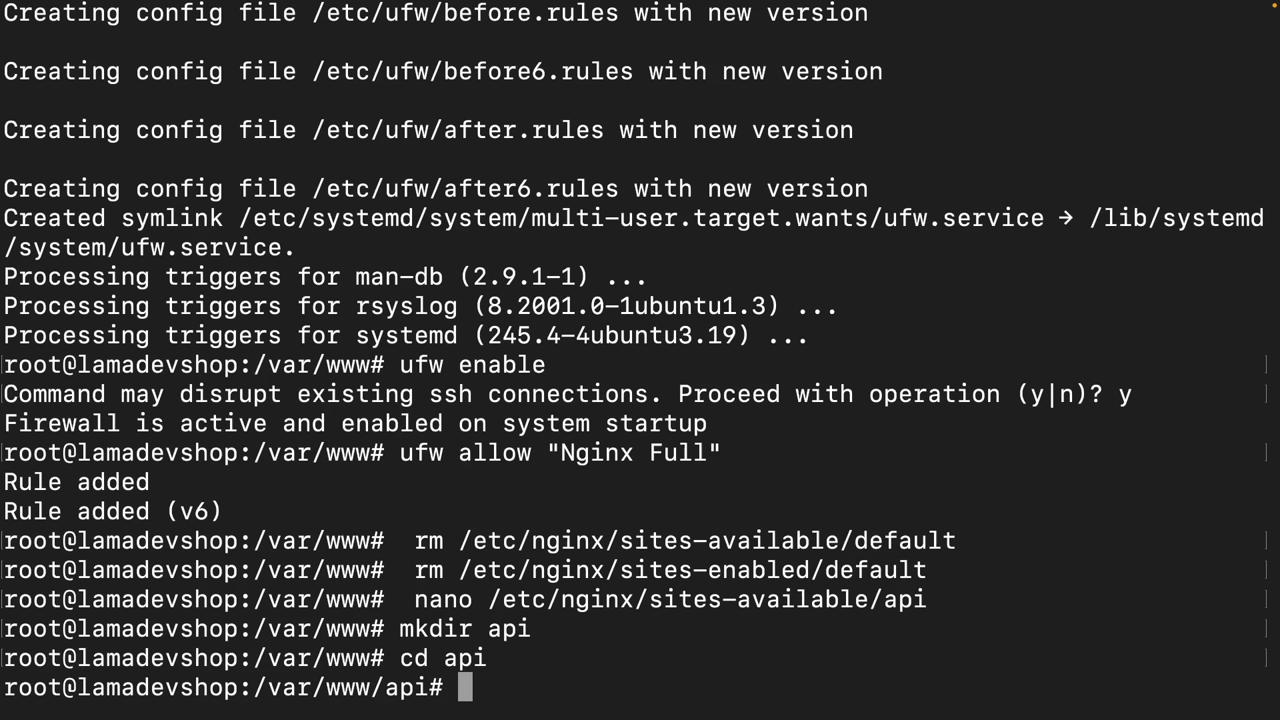 Creating config file /etc/ufw/before.rules with new version
Creating config file /etc/ufw/before6.rules with new version
Creating config file /etc/ufw/after.rules with new version
Creating config file /etc/ufw/after6.rules with new version
Created symlink /etc/systemd/system/multi-user.target.wants/ufw.service → /lib/systemd
/system/ufw.service.
Processing triggers for man-db (2.9.1-1) ...
Processing triggers for rsyslog (8.2001.0-1ubuntu1.3) ...
Processing triggers for systemd (245.4-4ubuntu3.19) ...
root@lamadevshop:/var/www# ufw enable
Command may disrupt existing ssh connections. Proceed with operation (y|n)? y
Firewall is active and enabled on system startup
root@lamadevshop:/var/www# ufw allow "Nginx Full"
Rule added
Rule added (v6)
root@lamadevshop:/var/www#  rm /etc/nginx/sites-available/default
root@lamadevshop:/var/www#  rm /etc/nginx/sites-enabled/default
root@lamadevshop:/var/www#  nano /etc/nginx/sites-available/api
root@lamadevshop:/var/www# mkdir api
root@lamadevshop:/var/www# cd api
root@lamadevshop:/var/www/api#